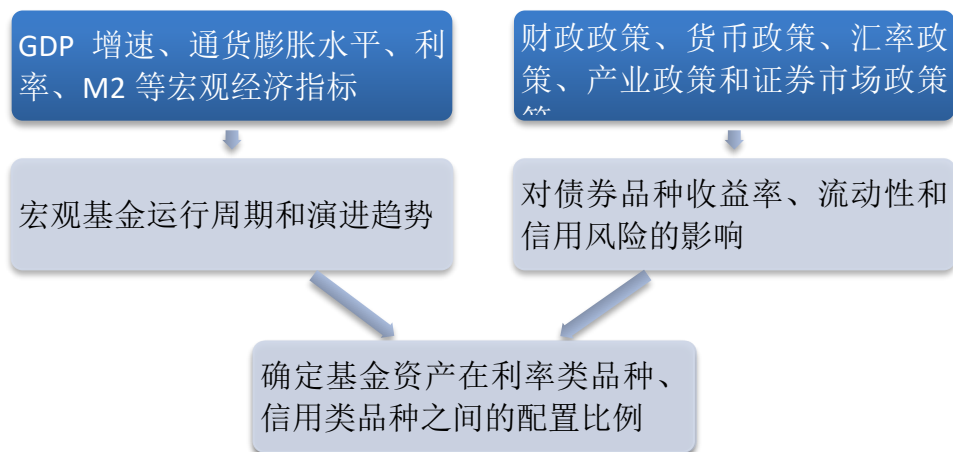 GDP 增速、通货膨胀水平、利
率、M2 等宏观经济指标
财政政策、货币政策、汇率政
策、产业政策和证券市场政策
宏观基金运行周期和演进趋势
对债券品种收益率、流动性和
信用风险的影响
确定基金资产在利率类品种、
信用类品种之间的配置比例